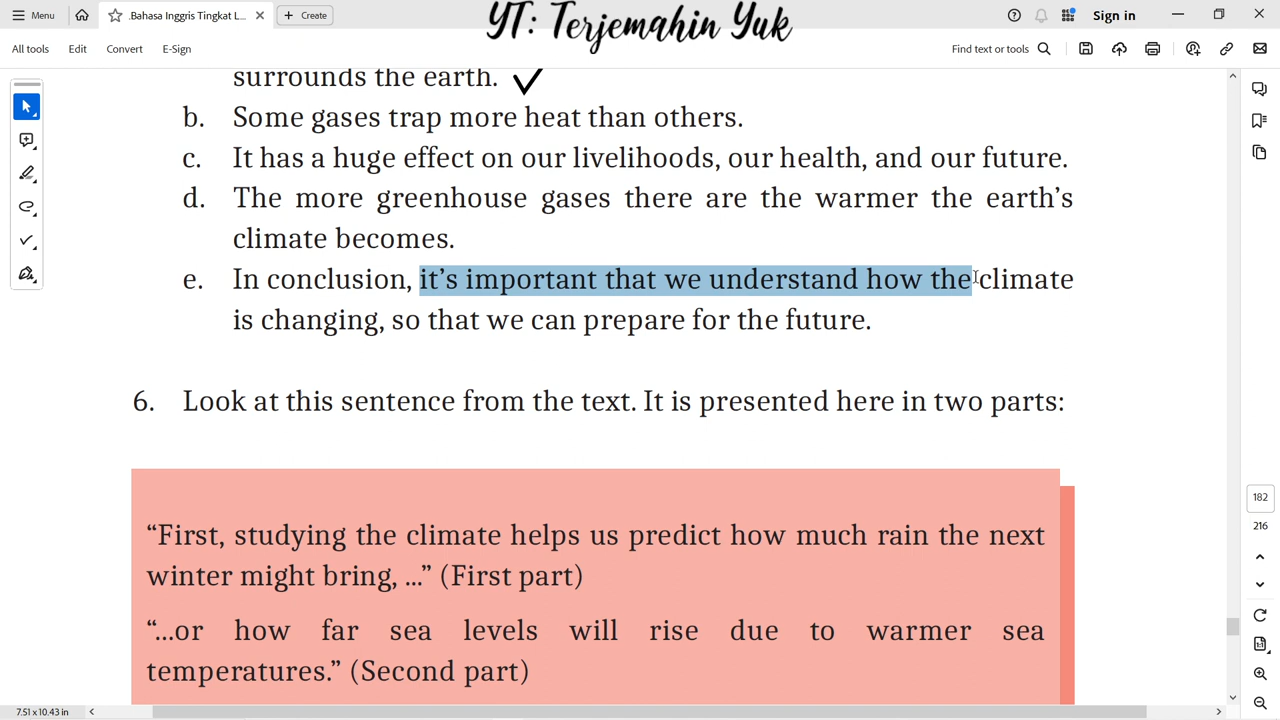 Menu
.Bahasa Inggris Tingkat L...
Create
YT: Terjemahin Yuk
Sign in
All tools
Edit
Convert
E-Sign
Find text or tools
surrounds the earth. ✓
b. Some gases trap more heat than others.
c. It has a huge effect on our livelihoods, our health, and our future.
d. The more greenhouse gases there are the warmer the earth’s
climate becomes.
e. In conclusion, it’s important that we understand how the climate
is changing, so that we can prepare for the future.
6. Look at this sentence from the text. It is presented here in two parts:
“First, studying the climate helps us predict how much rain the next
winter might bring, ...” (First part)
“...or how far sea levels will rise due to warmer sea
temperatures.” (Second part)
182
216
7.51 x 10.43 in